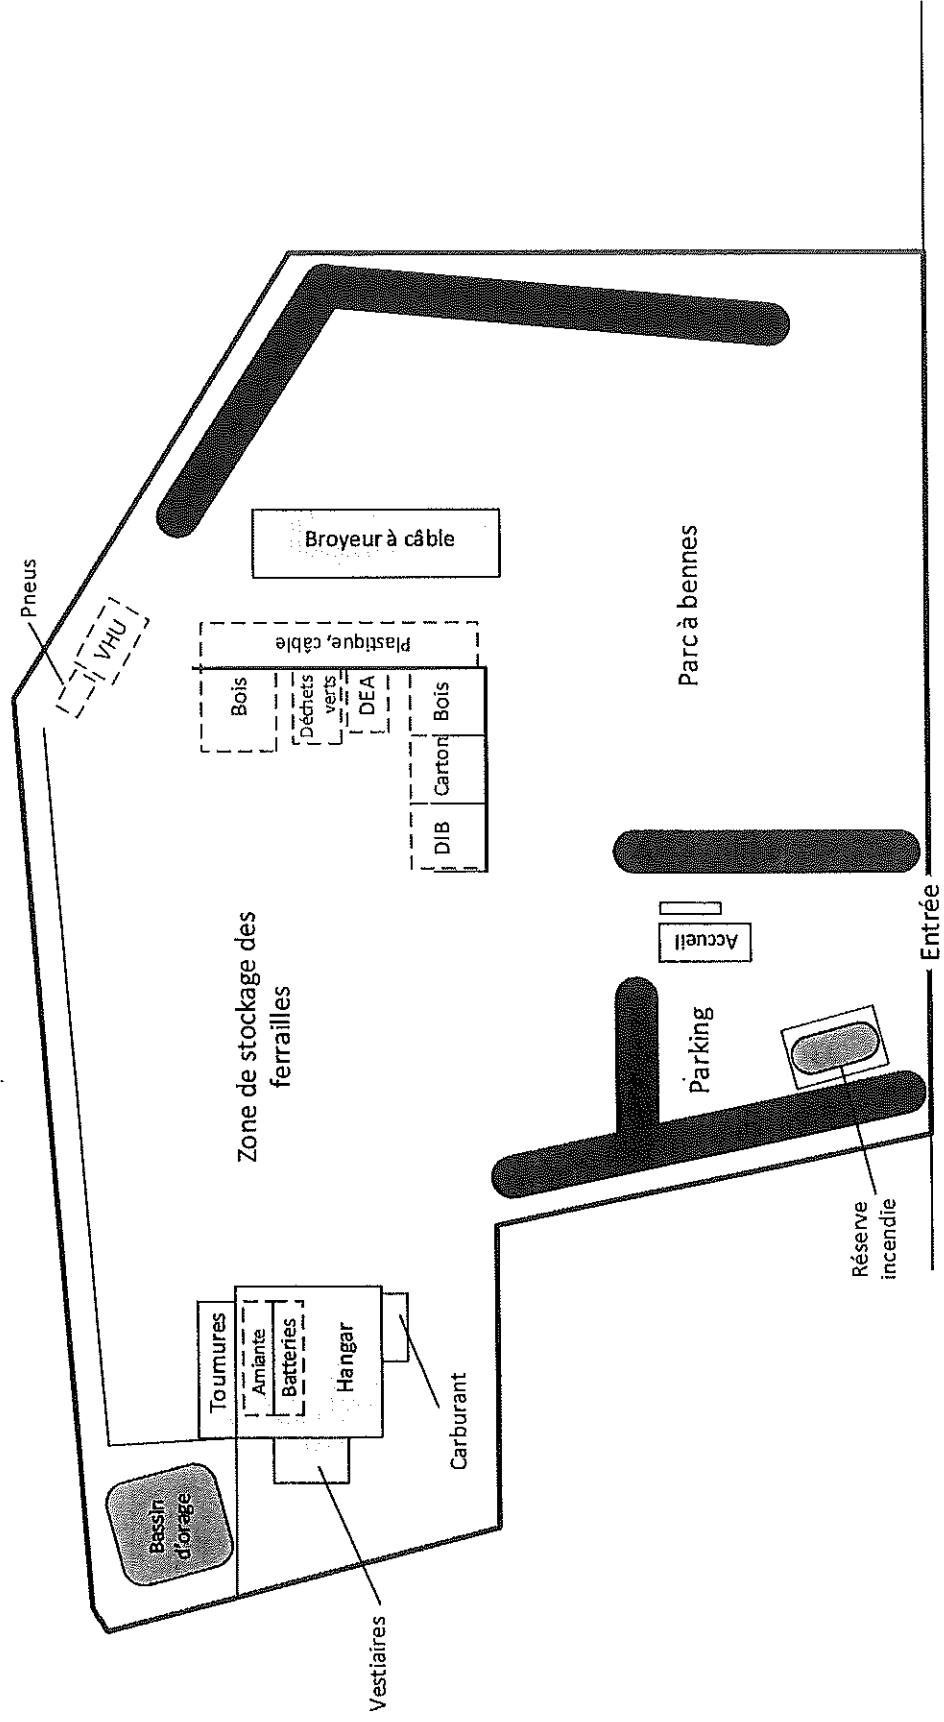 Pneus
VHU
Broyeur à câble
Plastique, câble
Bois
Déchets
verts
DEA
Bois
Carton
DIB
Parc à bennes
Zone de stockage des
ferrailles
Accueil
Entrée
Parking
Réserve
incendie
Tournures
Amiante
Batteries
Hangar
Carburant
Bassin
d'orage
Vestiaires